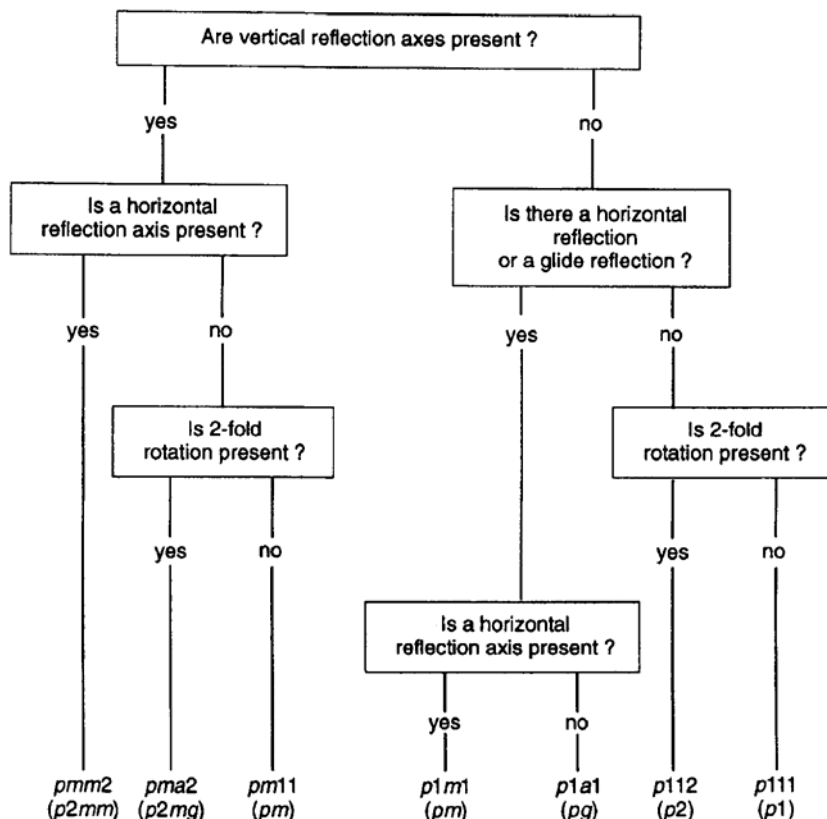 Are vertical reflection axes present ?
yes
no
Is a horizontal
reflection axis present ?
Is there a horizontal
reflection
or a glide reflection ?
yes
no
yes
no
Is 2-fold
rotation present ?
Is 2-fold
rotation present ?
yes
no
yes
no
Is a horizontal
reflection axis present ?
yes
no
pmm2
(p2mm)
pma2
(p2mg)
pm11
(pm)
p1m1
(pm)
p1a1
(pg)
p112
(p2)
p111
(p1)